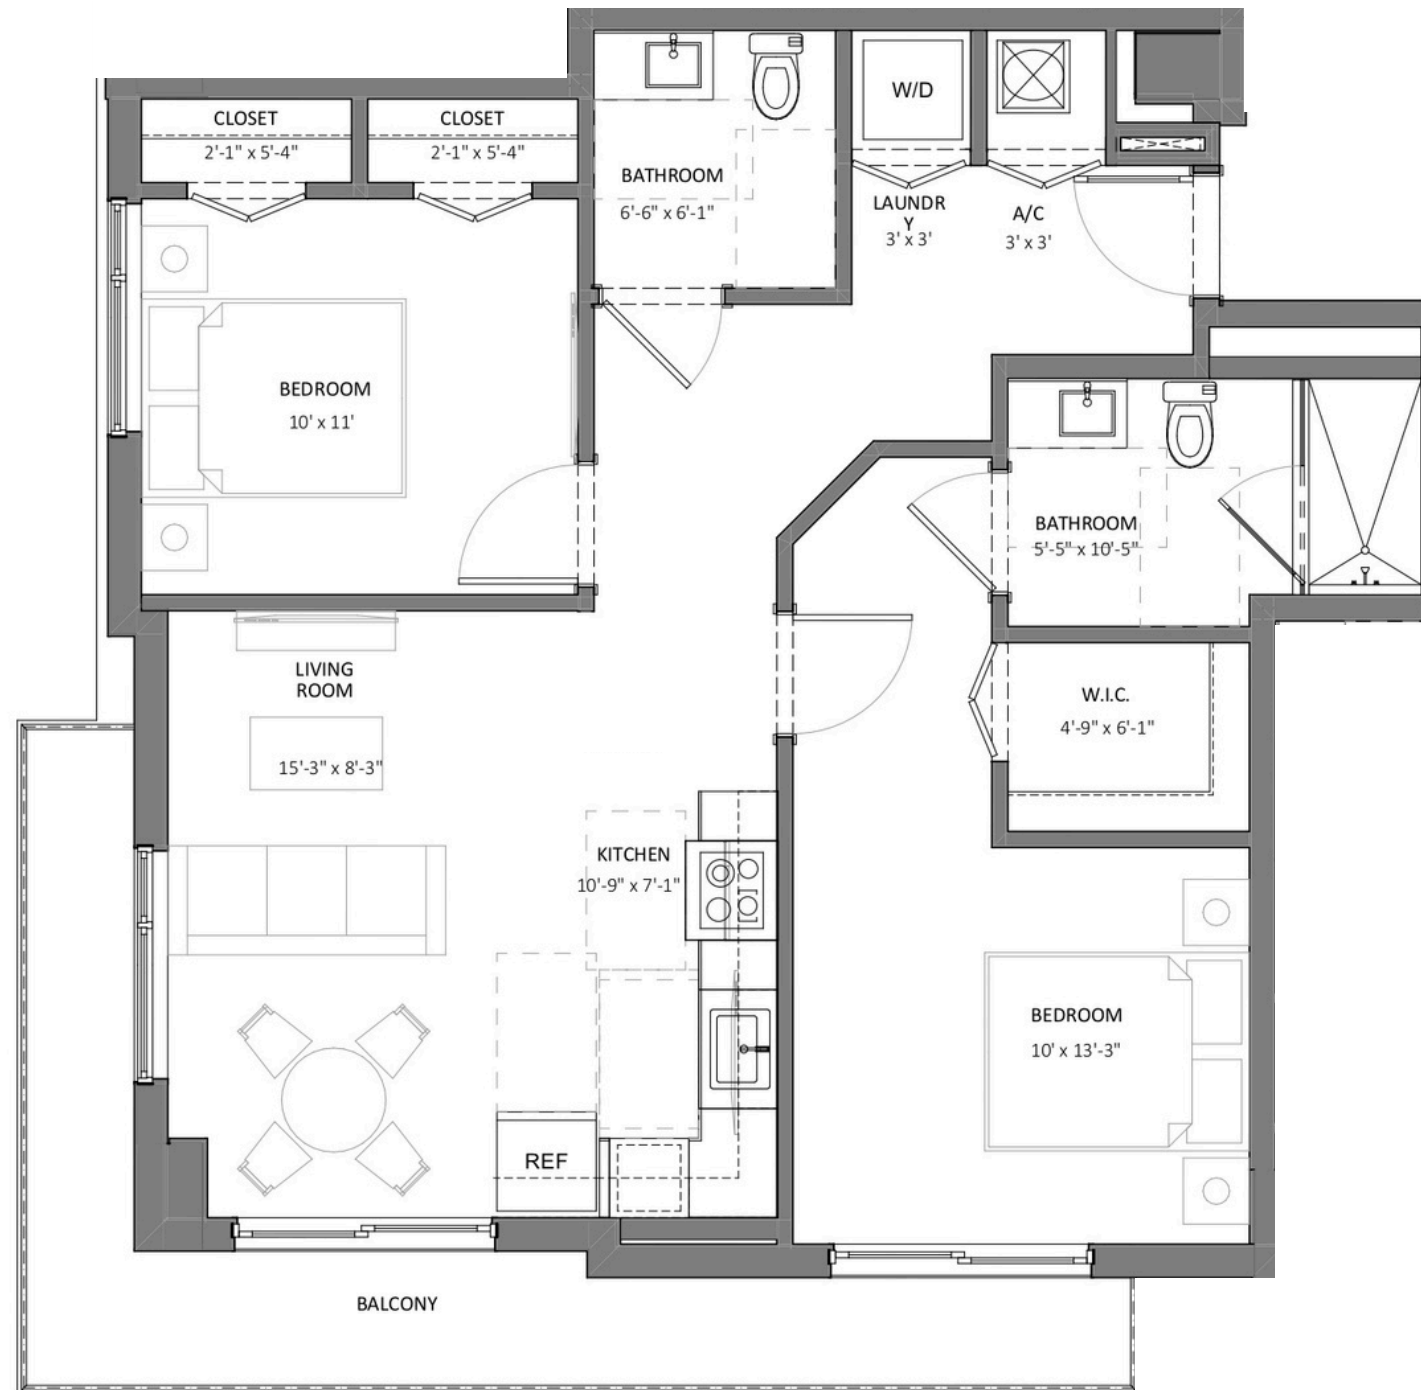 CLOSET
2'-1" x 5'-4"
CLOSET
2'-1" x 5'-4"
BATHROOM
6'-6" x 6'-1"
W/D
LAUNDR
Y
3' x 3'
A/C
3' x 3'
BEDROOM
10' x 11'
BATHROOM
5'-5" x 10'-5"
LIVING
ROOM
15'-3" x 8'-3"
W.I.C.
4'-9" x 6'-1"
KITCHEN
10'-9" x 7'-1"
BEDROOM
10' x 13'-3"
REF
BALCONY